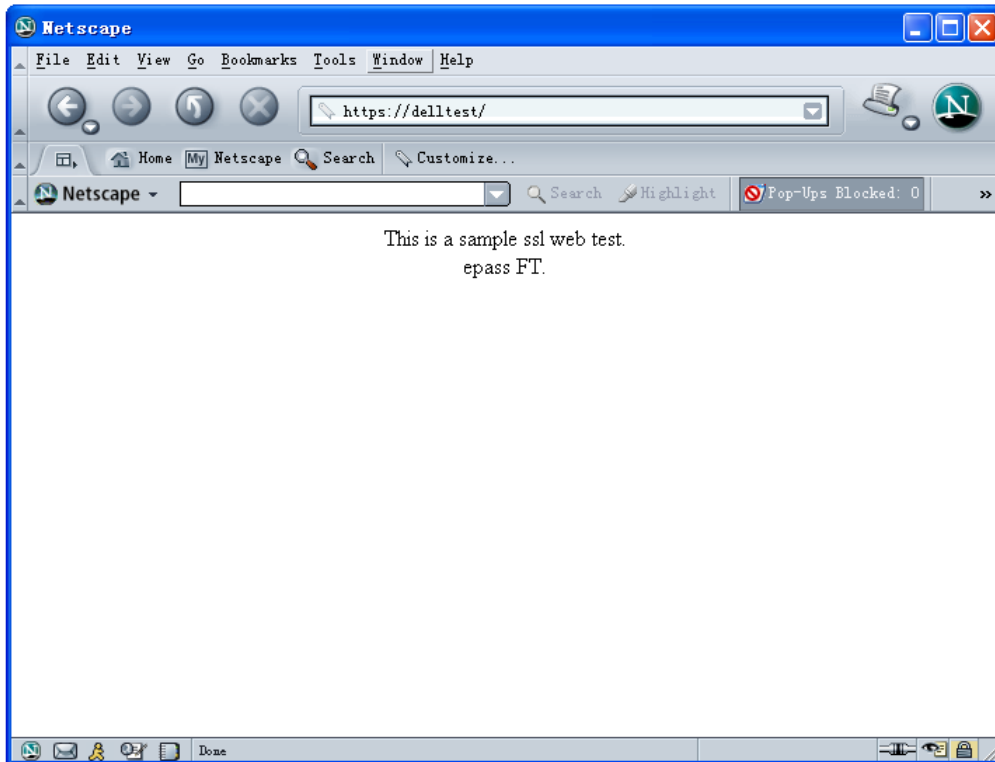 Netscape
File Edit View Go Bookmarks Tools Window Help
https://delltest/
N
Home My Netscape Search Customize...
N Netscape Search Highlight Pop-Ups Blocked: 0 »
This is a sample ssl web test.
epass FT.
Done